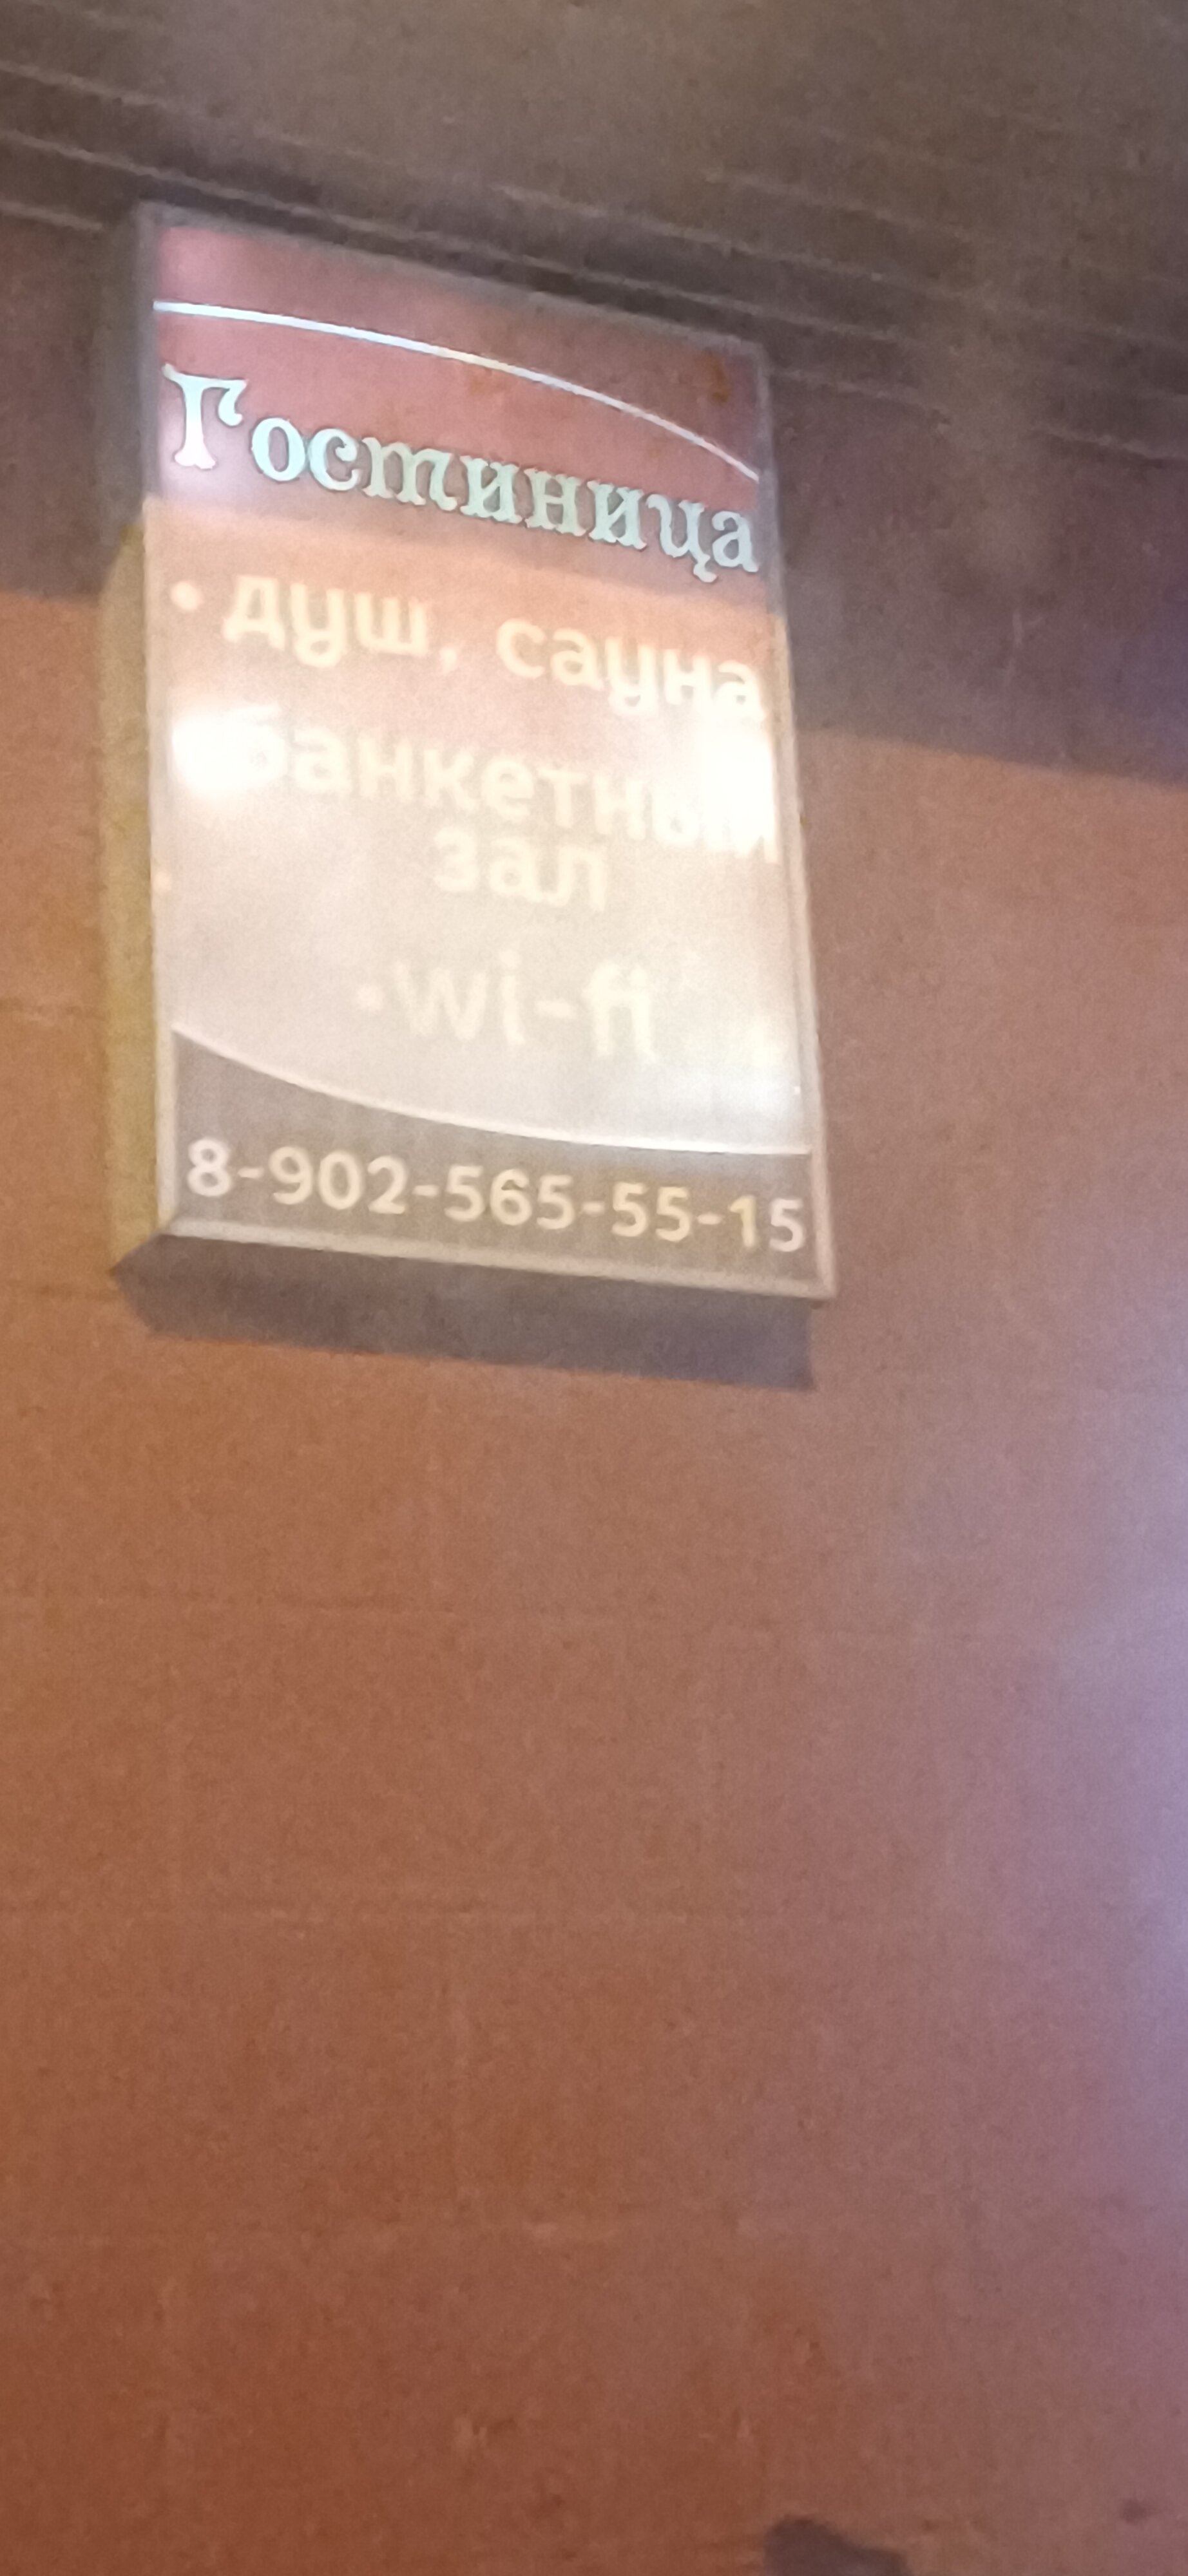 Гостиница
• душ, сауна
банкетный
зал
• wi-fi
8-902-565-55-15